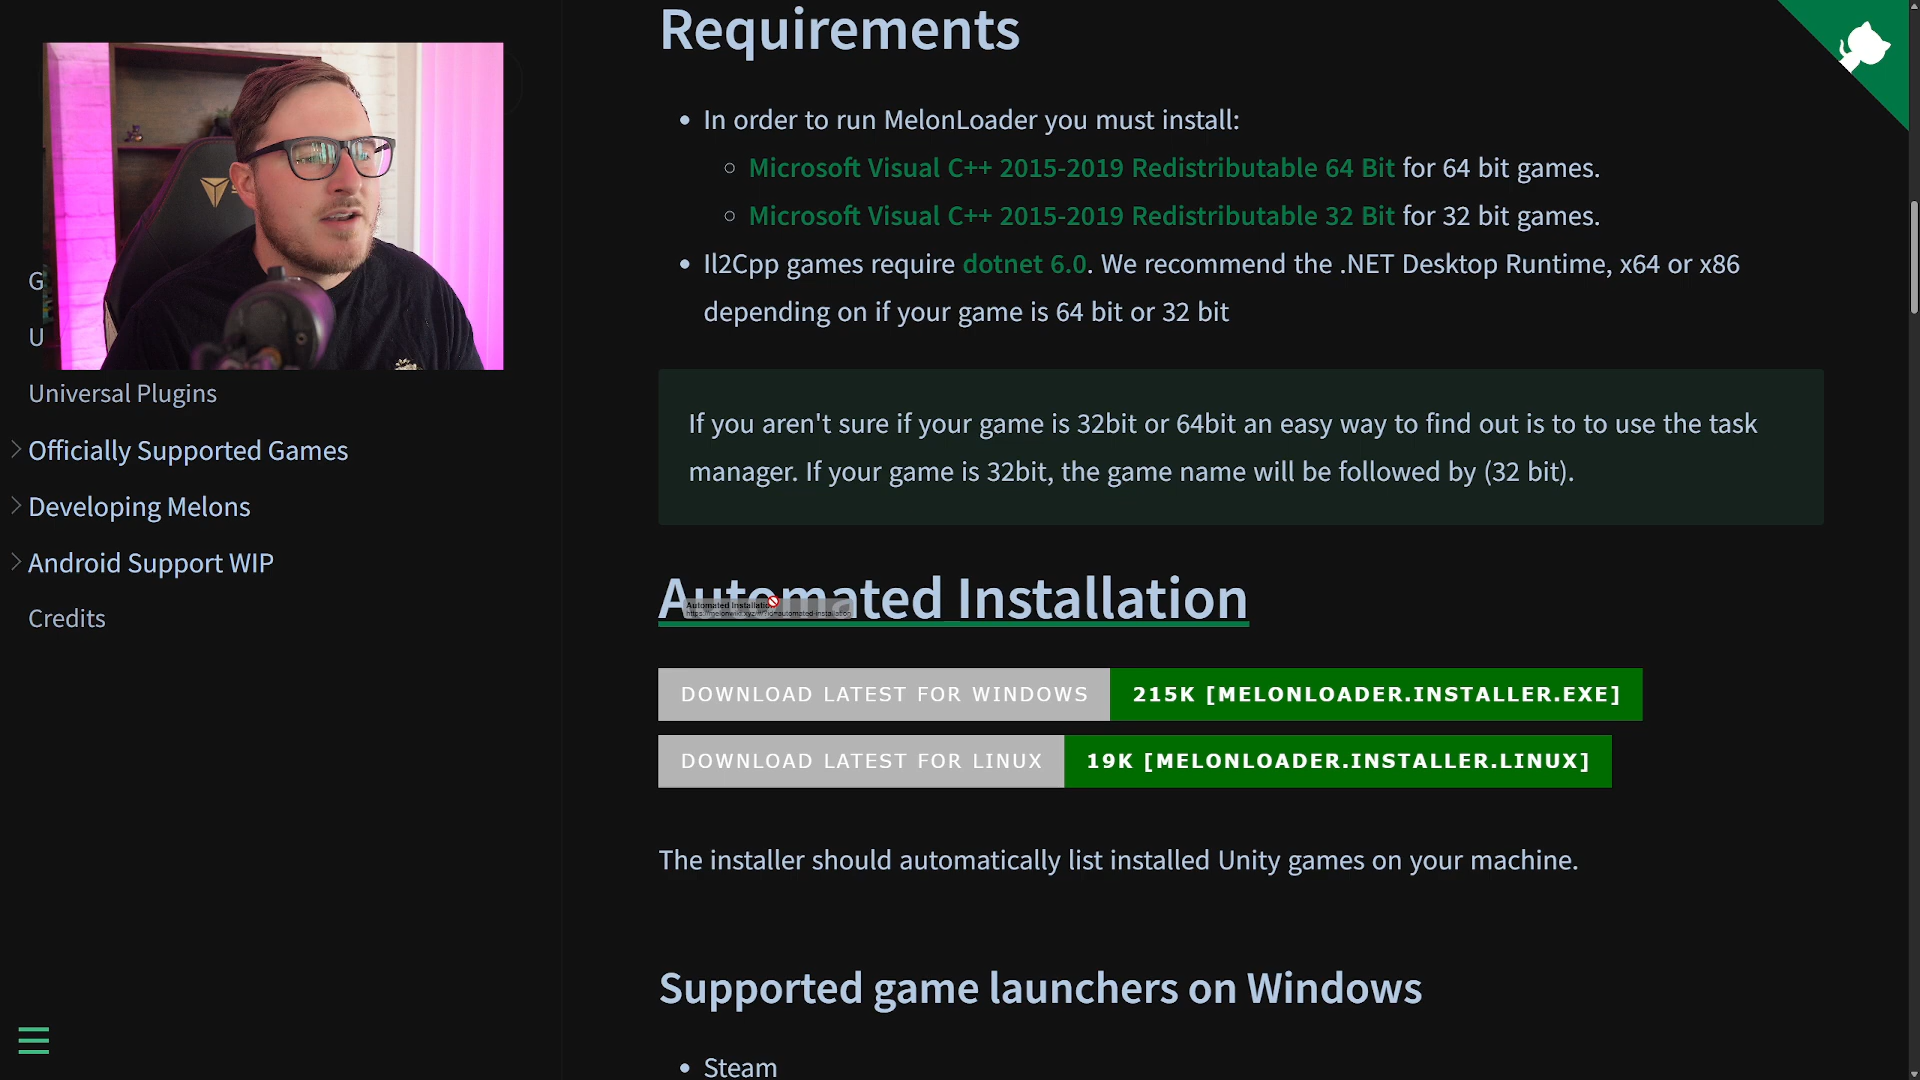 Requirements
In order to run MelonLoader you must install:
Microsoft Visual C++ 2015-2019 Redistributable 64 Bit for 64 bit games.
Microsoft Visual C++ 2015-2019 Redistributable 32 Bit for 32 bit games.
Il2Cpp games require dotnet 6.0. We recommend the .NET Desktop Runtime, x64 or x86
depending on if your game is 64 bit or 32 bit
If you aren't sure if your game is 32bit or 64bit an easy way to find out is to to use the task
manager. If your game is 32bit, the game name will be followed by (32 bit).
Automated Installation
Automated Installation
DOWNLOAD LATEST FOR WINDOWS 215K [MELONLOADER.INSTALLER.EXE]
DOWNLOAD LATEST FOR LINUX 19K [MELONLOADER.INSTALLER.LINUX]
The installer should automatically list installed Unity games on your machine.
Supported game launchers on Windows
Steam
G
U
Universal Plugins
Officially Supported Games
Developing Melons
Android Support WIP
Credits